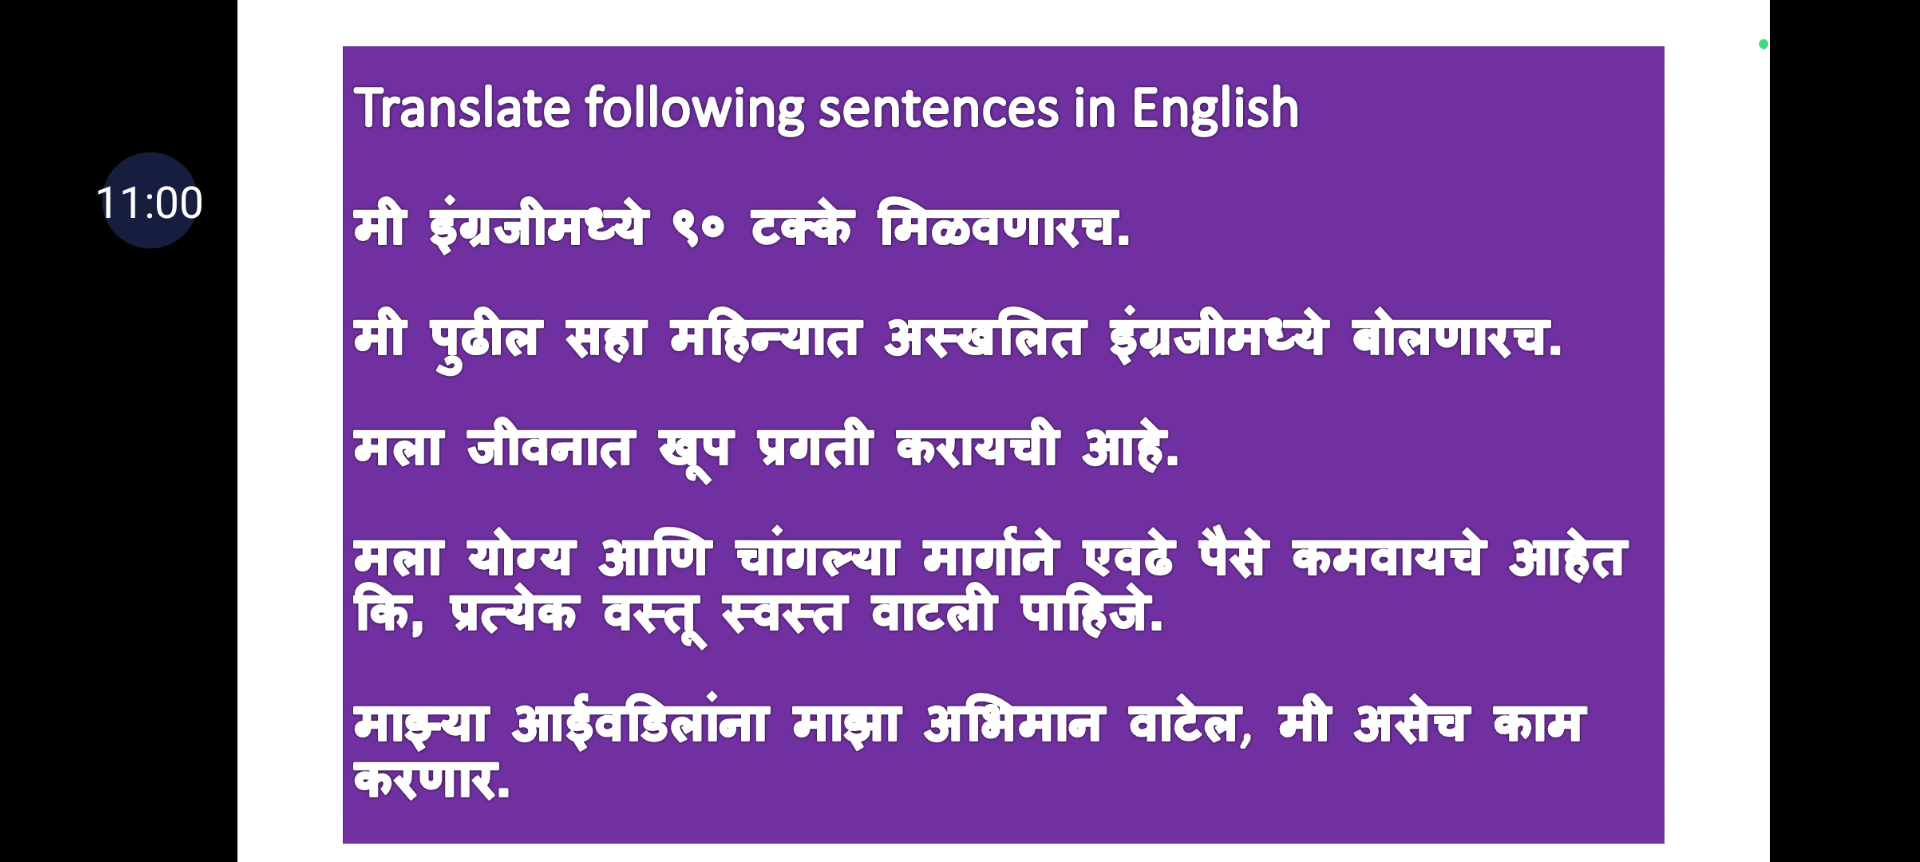 Translate following sentences in English
11:00
मी इंग्रजीमध्ये ९० टक्के मिळवणारच.
मी पुढील सहा महिन्यात अस्खलित इंग्रजीमध्ये बोलणारच.
मला जीवनात खूप प्रगती करायची आहे.
मला योग्य आणि चांगल्या मार्गाने एवढे पैसे कमवायचे आहेत
कि, प्रत्येक वस्तू स्वस्त वाटली पाहिजे.
माझ्या आईवडिलांना माझा अभिमान वाटेल, मी असेच काम
करणार.